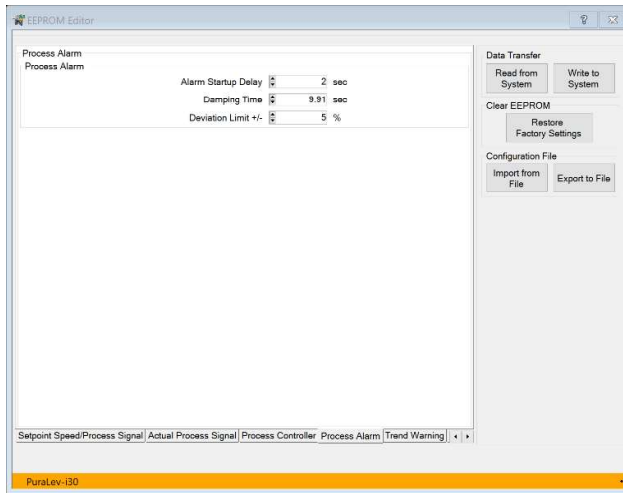 EEPROM Editor
Process Alarm
Process Alarm
Alarm Startup Delay 2 sec
Damping Time 9.91 sec
Deviation Limit +/- 5 %
Data Transfer
Read from System
Write to System
Clear EEPROM
Restore Factory Settings
Configuration File
Import from File
Export to File
Setpoint Speed/Process Signal Actual Process Signal Process Controller Process Alarm Trend Warning
PuraLev-i30